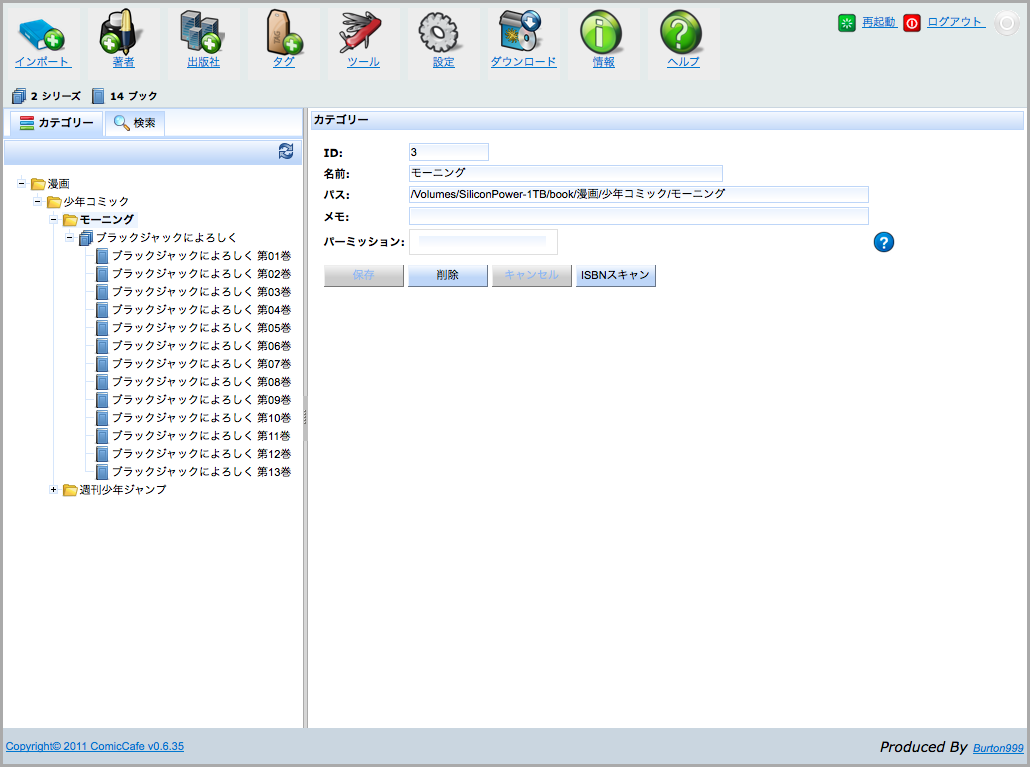 インポート 著者 出版社 タグ ツール 設定 ダウンロード 情報 ヘルプ 再起動 ログアウト
TAG
2 シリーズ 14 ブック
カテゴリー 検索
漫画
少年コミック
モーニング
ブラックジャックによろしく
ブラックジャックによろしく 第01巻
ブラックジャックによろしく 第02巻
ブラックジャックによろしく 第03巻
ブラックジャックによろしく 第04巻
ブラックジャックによろしく 第05巻
ブラックジャックによろしく 第06巻
ブラックジャックによろしく 第07巻
ブラックジャックによろしく 第08巻
ブラックジャックによろしく 第09巻
ブラックジャックによろしく 第10巻
ブラックジャックによろしく 第11巻
ブラックジャックによろしく 第12巻
ブラックジャックによろしく 第13巻
週刊少年ジャンプ
カテゴリー
ID: 3
名前: モーニング
パス: /Volumes/SiliconPower-1TB/book/漫画/少年コミック/モーニング
メモ:
パーミッション:
保存 削除 キャンセル ISBNスキャン
Copyright© 2011 ComicCafe v0.6.35
Produced By Burton999